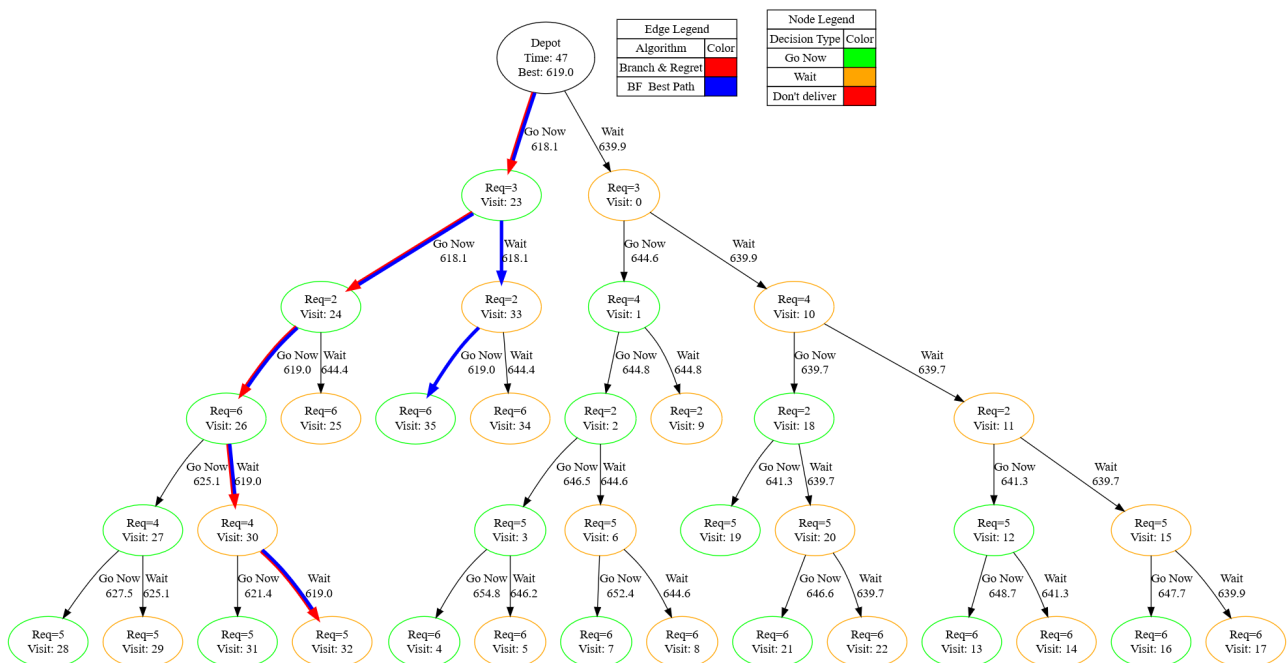 Depot
Time: 47
Best: 619.0
Edge Legend
Algorithm Color
Branch & Regret
BF Best Path
Node Legend
Decision Type Color
Go Now
Wait
Don't deliver
Go Now
618.1
Wait
639.9
Req=3
Visit: 23
Req=3
Visit: 0
Go Now
618.1
Wait
618.1
Go Now
644.6
Wait
639.9
Req=2
Visit: 24
Req=2
Visit: 33
Req=4
Visit: 1
Req=4
Visit: 10
Go Now
619.0
Wait
644.4
Go Now
619.0
Wait
644.4
Go Now
644.8
Wait
644.8
Go Now
639.7
Wait
639.7
Req=6
Visit: 26
Req=6
Visit: 25
Req=6
Visit: 35
Req=6
Visit: 34
Req=2
Visit: 2
Req=2
Visit: 9
Req=2
Visit: 18
Req=2
Visit: 11
Go Now
625.1
Wait
619.0
Go Now
646.5
Wait
644.6
Go Now
641.3
Wait
639.7
Go Now
641.3
Wait
639.7
Req=4
Visit: 27
Req=4
Visit: 30
Req=5
Visit: 3
Req=5
Visit: 6
Req=5
Visit: 19
Req=5
Visit: 20
Req=5
Visit: 12
Req=5
Visit: 15
Go Now
627.5
Wait
625.1
Go Now
621.4
Wait
619.0
Go Now
654.8
Wait
646.2
Go Now
652.4
Wait
644.6
Go Now
646.6
Wait
639.7
Go Now
648.7
Wait
641.3
Go Now
647.7
Wait
639.9
Req=5
Visit: 28
Req=5
Visit: 29
Req=5
Visit: 31
Req=5
Visit: 32
Req=6
Visit: 4
Req=6
Visit: 5
Req=6
Visit: 7
Req=6
Visit: 8
Req=6
Visit: 21
Req=6
Visit: 22
Req=6
Visit: 13
Req=6
Visit: 14
Req=6
Visit: 16
Req=6
Visit: 17